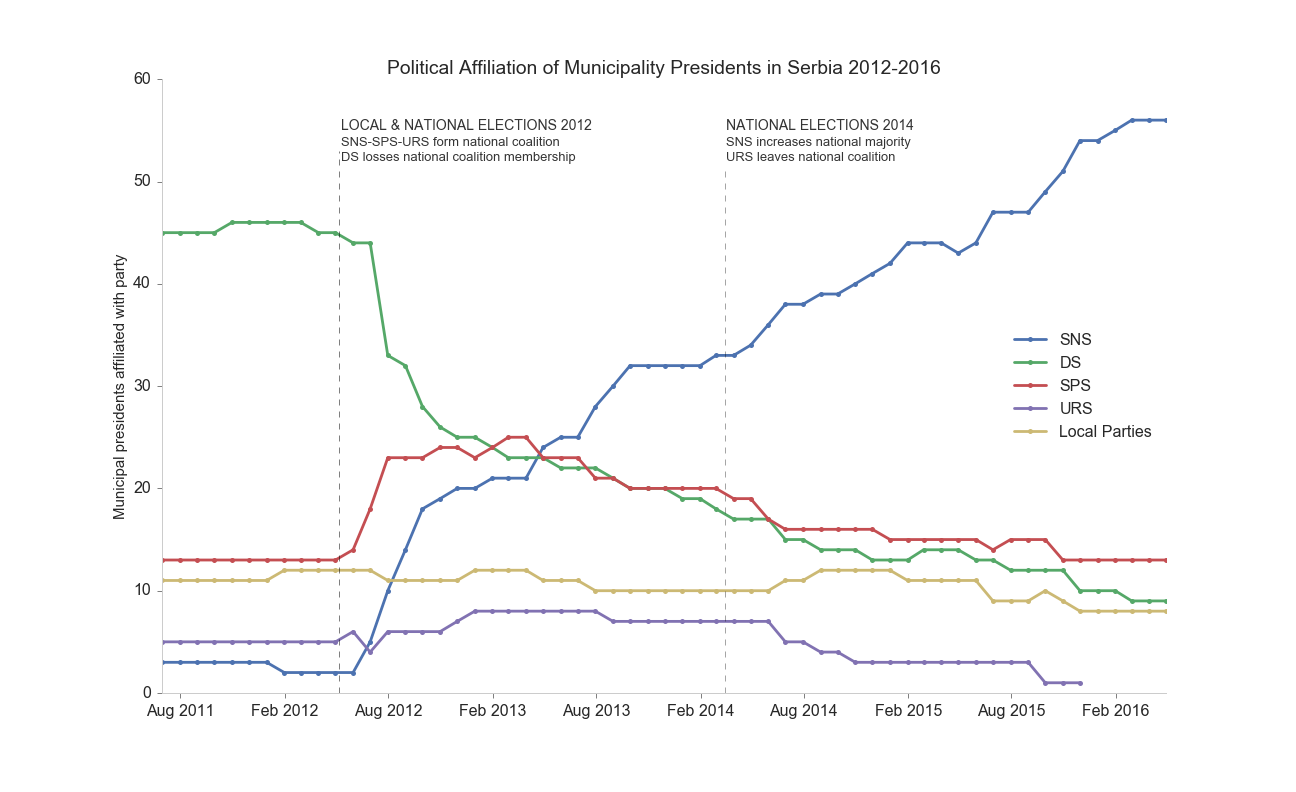 Political Affiliation of Municipality Presidents in Serbia 2012-2016
60
50
40
30
20
10
0
Municipal presidents affiliated with party
LOCAL & NATIONAL ELECTIONS 2012
SNS-SPS-URS form national coalition
DS losses national coalition membership
NATIONAL ELECTIONS 2014
SNS increases national majority
URS leaves national coalition
SNS
DS
SPS
URS
Local Parties
Aug 2011 Feb 2012 Aug 2012 Feb 2013 Aug 2013 Feb 2014 Aug 2014 Feb 2015 Aug 2015 Feb 2016